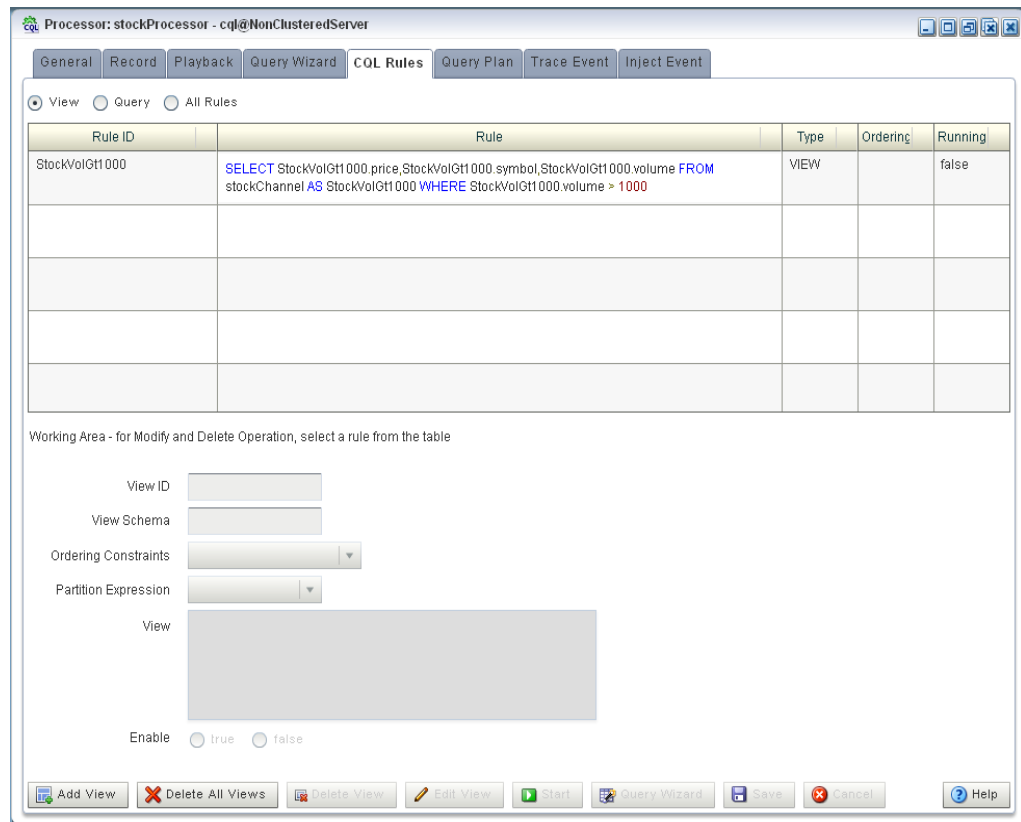 CQL Processor: stockProcessor - cql@NonClusteredServer
General Record Playback Query Wizard CQL Rules Query Plan Trace Event Inject Event
View Query All Rules
Rule ID Rule Type Ordering Running
StockVolGt1000 SELECT StockVolGt1000.price,StockVolGt1000.symbol,StockVolGt1000.volume FROM VIEW false
stockChannel AS StockVolGt1000 WHERE StockVolGt1000.volume > 1000
Working Area - for Modify and Delete Operation, select a rule from the table
View ID
View Schema
Ordering Constraints
Partition Expression
View
Enable true false
Add View Delete All Views Delete View Edit View Start Query Wizard Save Cancel Help